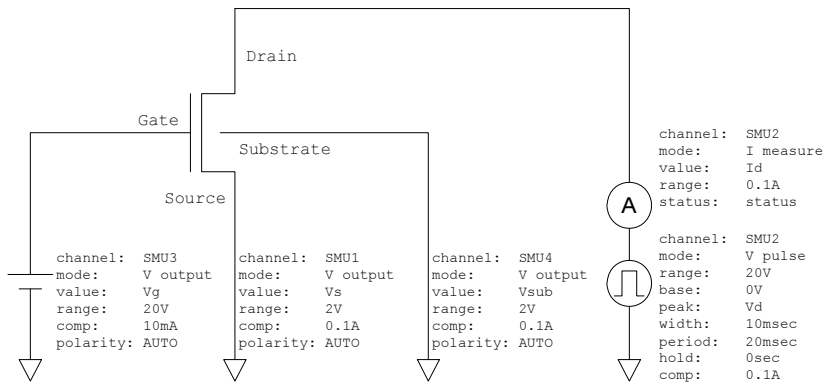 Drain
Gate
Substrate
Source
channel: SMU3
mode: V output
value: Vg
range: 20V
comp: 10mA
polarity: AUTO
channel: SMU1
mode: V output
value: Vs
range: 2V
comp: 0.1A
polarity: AUTO
channel: SMU4
mode: V output
value: Vsub
range: 2V
comp: 0.1A
polarity: AUTO
channel: SMU2
mode: I measure
value: Id
range: 0.1A
status: status
A
channel: SMU2
mode: V pulse
range: 20V
base: 0V
peak: Vd
width: 10msec
period: 20msec
hold: 0sec
comp: 0.1A